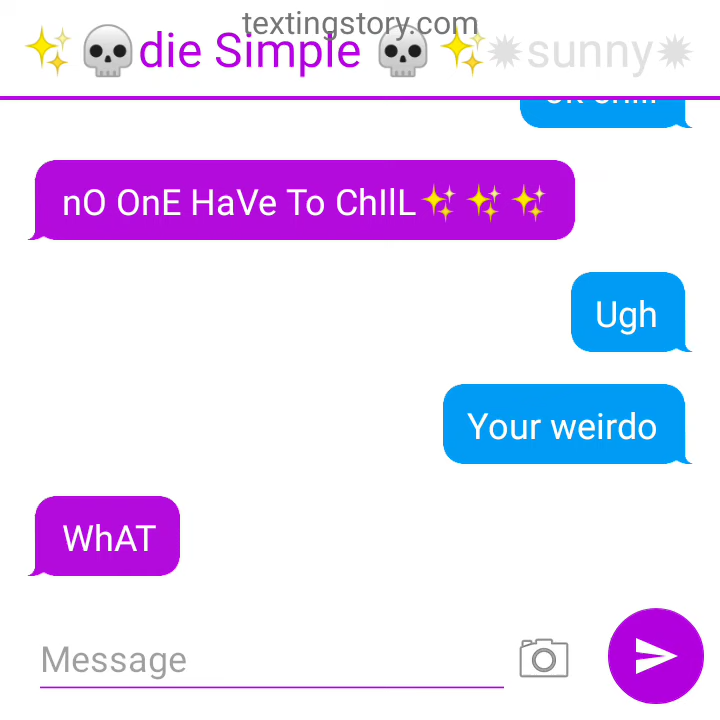 textingstory.com
✨💀die Simple 💀✨ ✹sunny✹
nO OnE HaVe To ChIlL✨✨✨
Ugh
Your weirdo
WhAT
Message